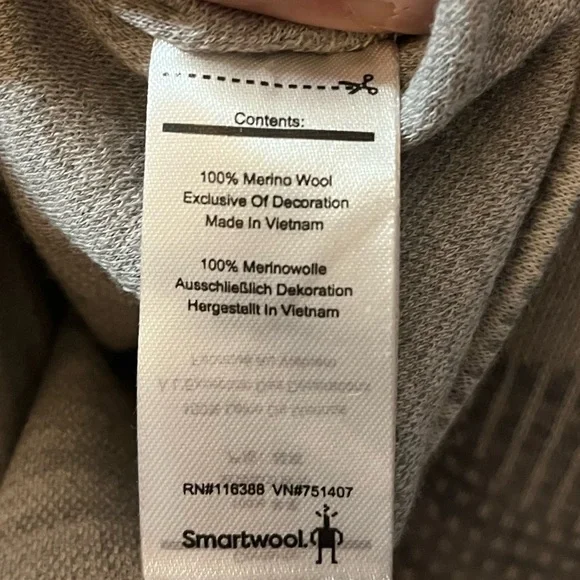 Contents:
100% Merino Wool
Exclusive Of Decoration
Made In Vietnam
100% Merinowolle
Ausschließlich Dekoration
Hergestellt In Vietnam
RN#116388 VN#751407
Smartwool.